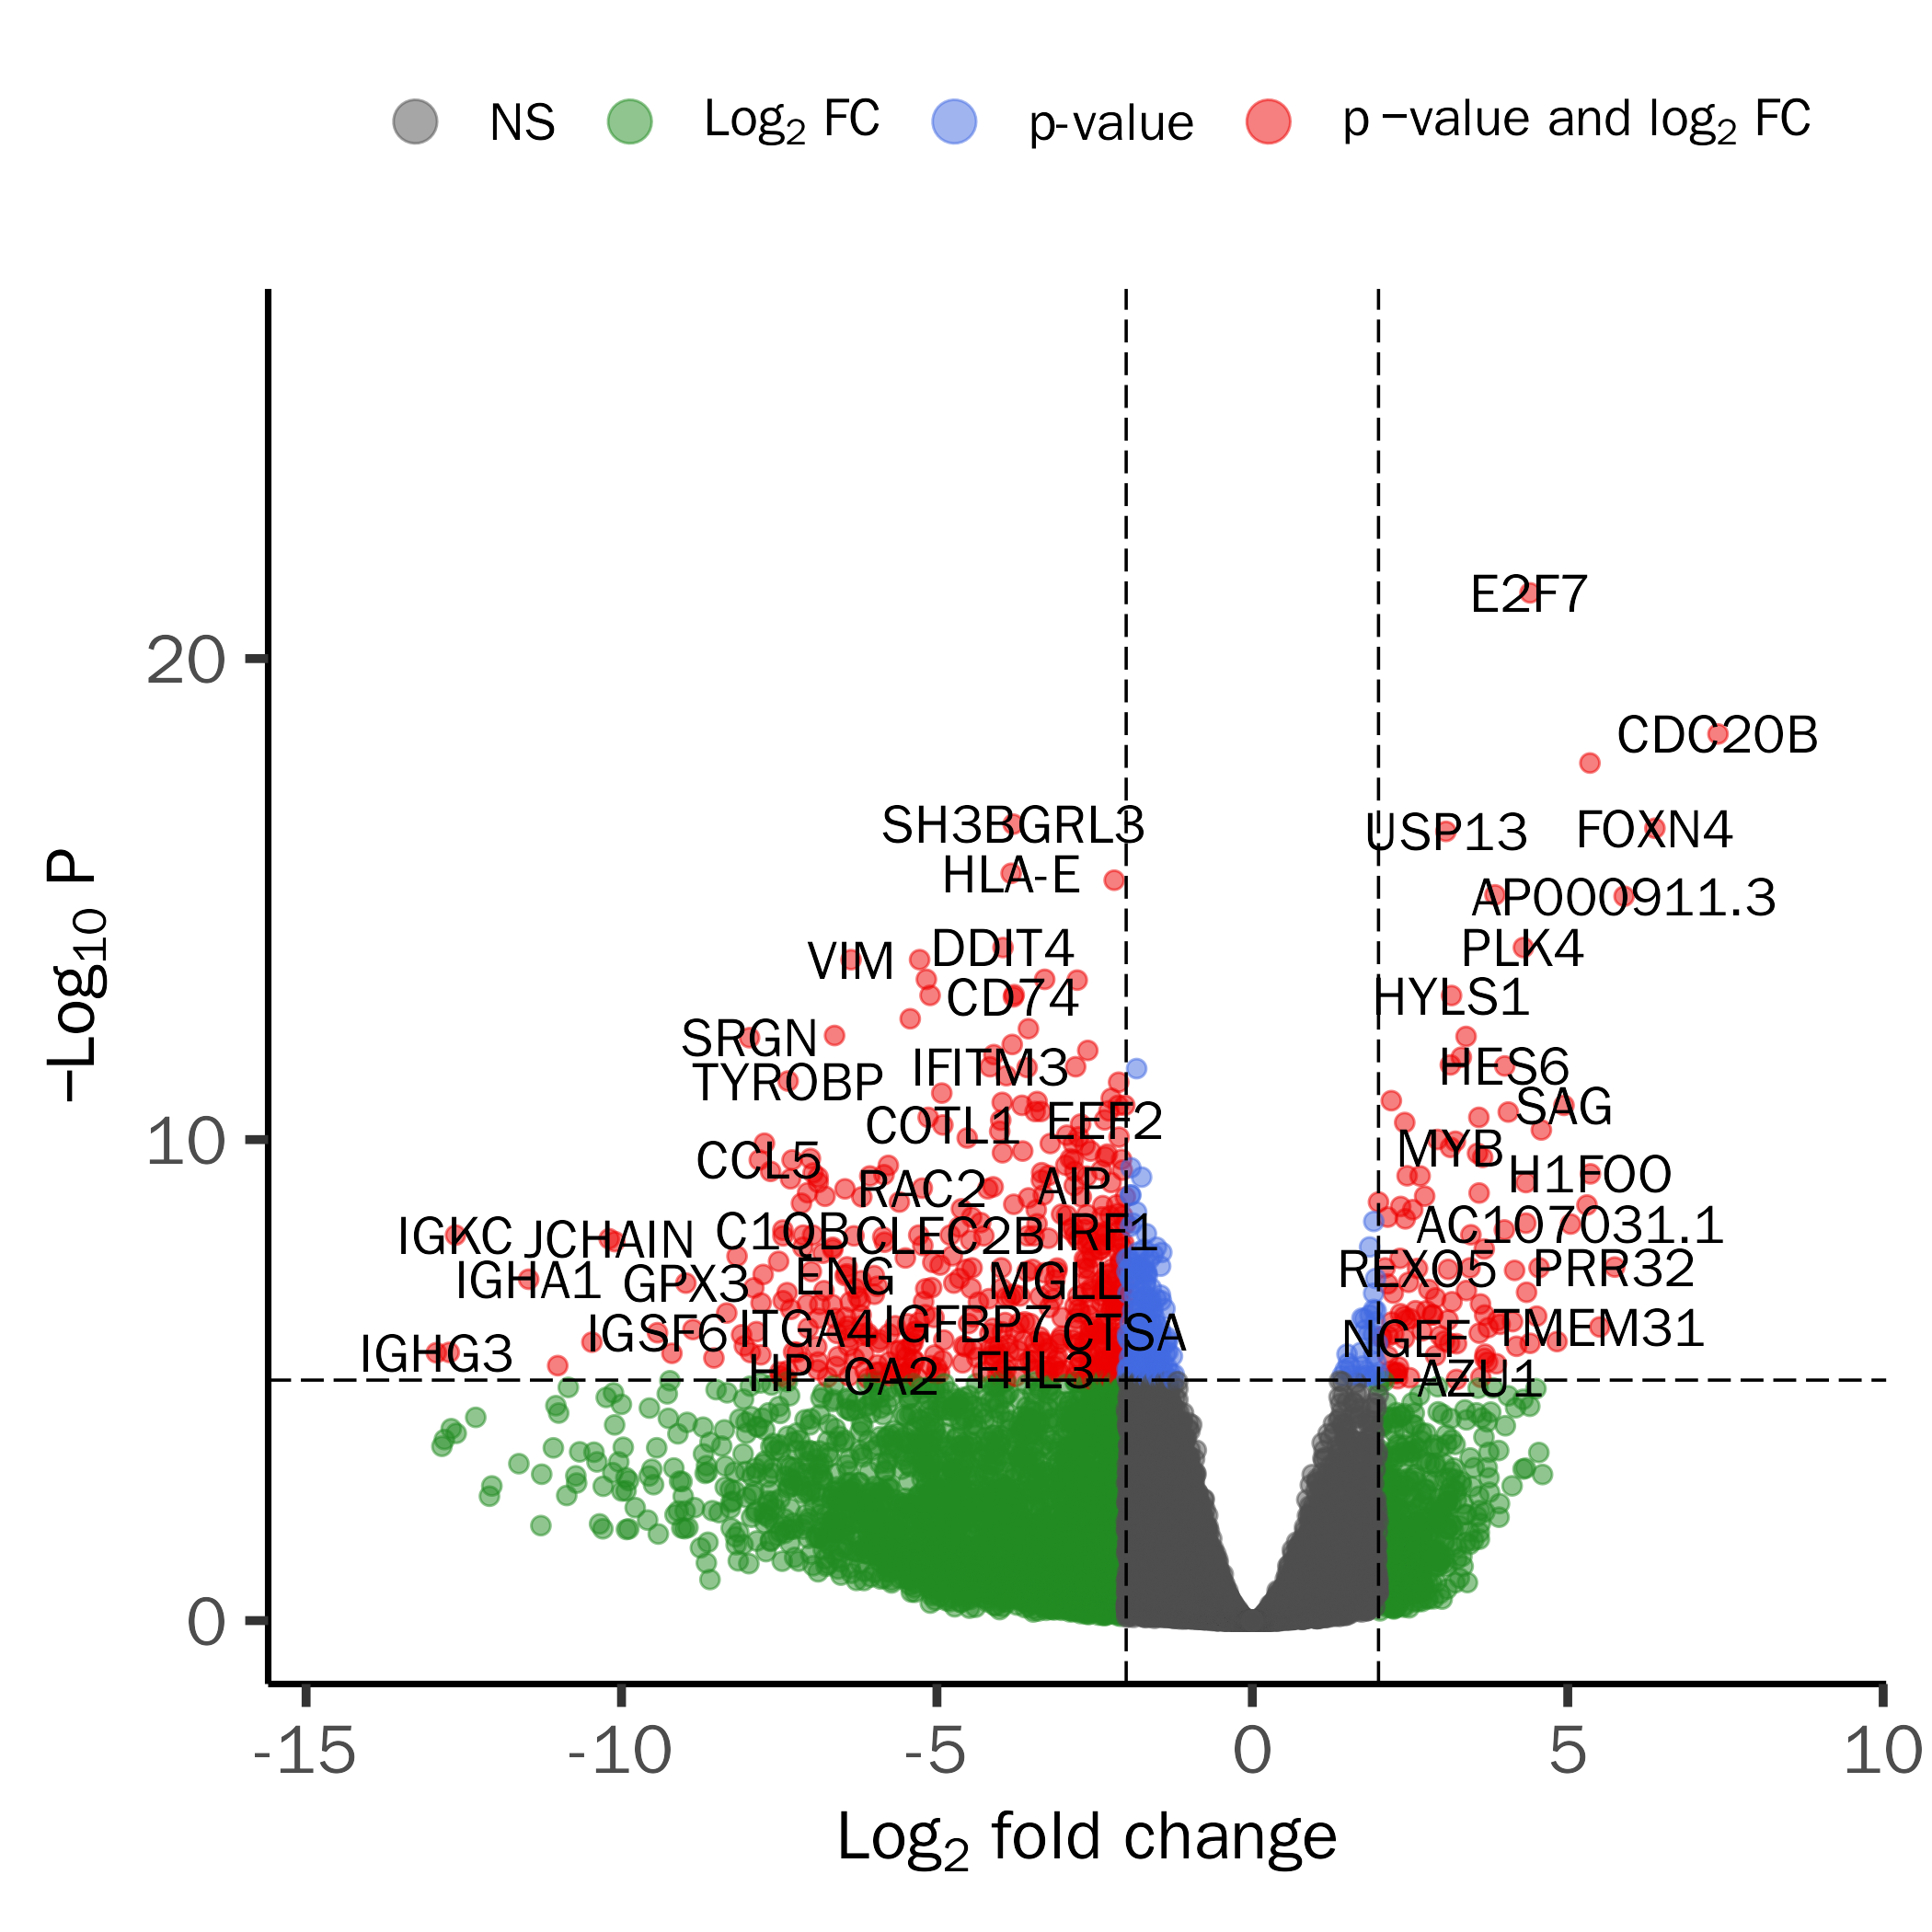 NS Log2 FC p-value p −value and log2 FC
−Log10 P
20
10
0
E2F7
CDC20B
SH3BGRL3 USP13 FOXN4
HLA-E AP000911.3
VIM DDIT4 PLK4
CD74 HYLS1
SRGN IFITM3 HES6
TYROBP SAG
COTL1 EEF2
CCL5 MYB
RAC2 AIP H1FOO
IGKC JCHAIN C1QB CLEC2B IRF1 AC107031.1
IGHA1 GPX3 ENG MGLL REXO5 PRR32
IGSF6 ITGA4 IGFBP7 CTSA NGEF TMEM31
IGHG3 HP CA2 FHL3 AZU1
-15 -10 -5 0 5 10
Log2 fold change